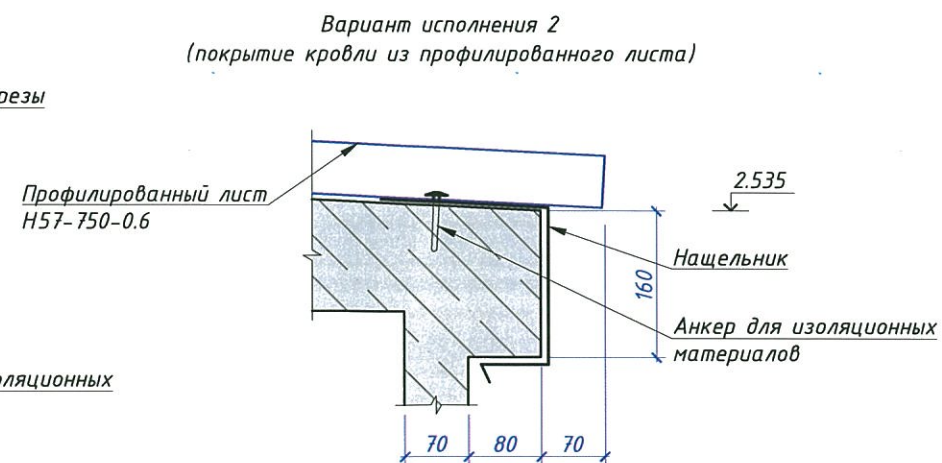 Вариант исполнения 2
(покрытие кровли из профилированного листа)
резы
Профилированный лист
Н57-750-0.6
2.535
Нащельник
160
Анкер для изоляционных
материалов
оляционных
70
80
70